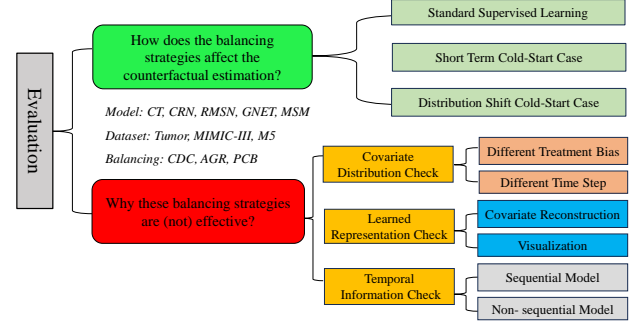 Evaluation
How does the balancing
strategies affect the
counterfactual estimation?
Standard Supervised Learning
Short Term Cold-Start Case
Distribution Shift Cold-Start Case
Model: CT, CRN, RMSN, GNET, MSM
Dataset: Tumor, MIMIC-III, M5
Balancing: CDC, AGR, PCB
Why these balancing strategies
are (not) effective?
Covariate
Distribution Check
Different Treatment Bias
Different Time Step
Learned
Representation Check
Covariate Reconstruction
Visualization
Temporal
Information Check
Sequential Model
Non- sequential Model